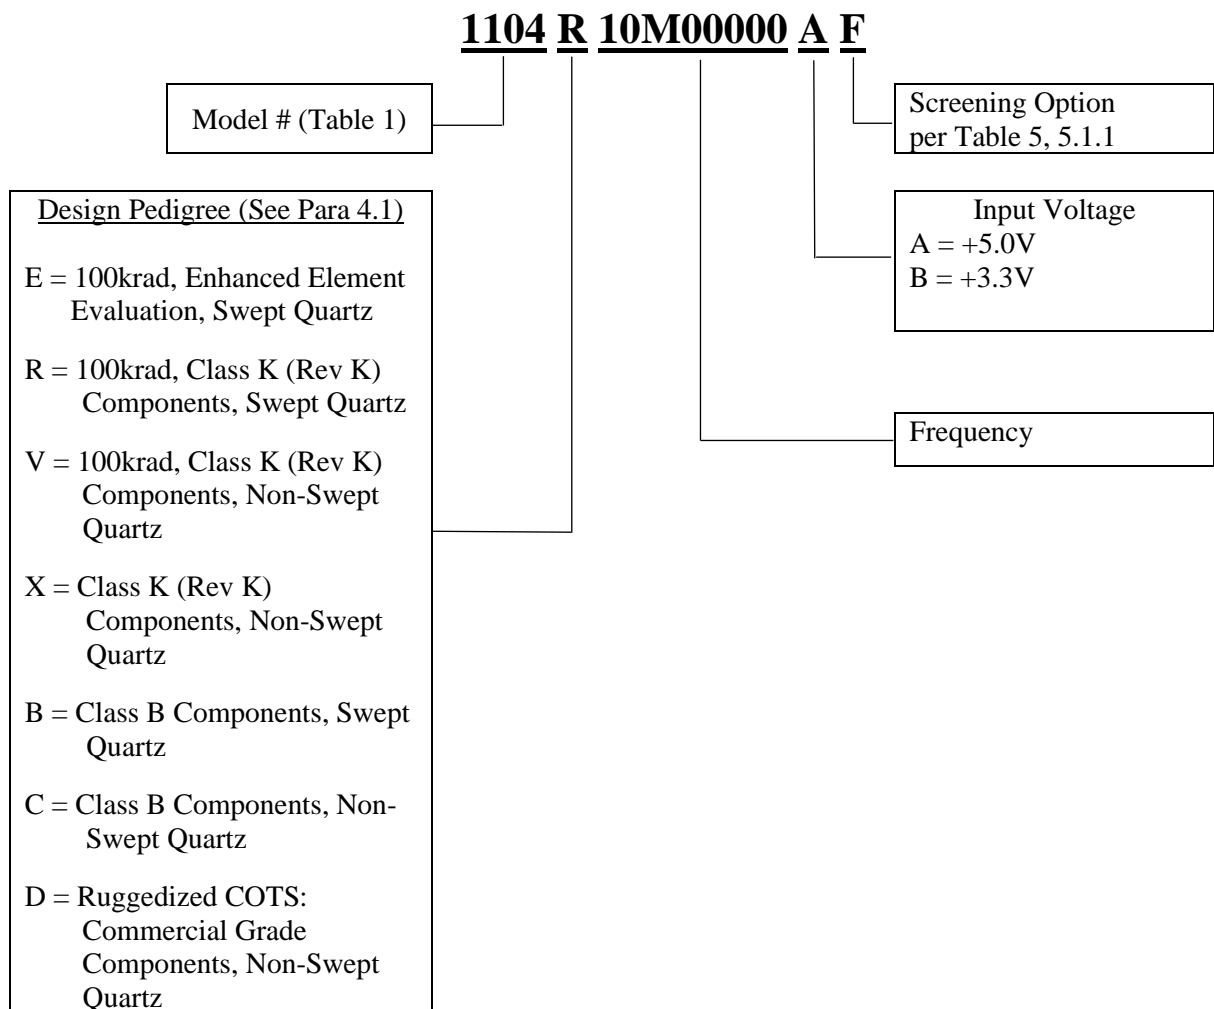 1104 R 10M00000 A F
Model # (Table 1)
Screening Option
per Table 5, 5.1.1
Design Pedigree (See Para 4.1)
E = 100krad, Enhanced Element
Evaluation, Swept Quartz
R = 100krad, Class K (Rev K)
Components, Swept Quartz
V = 100krad, Class K (Rev K)
Components, Non-Swept
Quartz
X = Class K (Rev K)
Components, Non-Swept
Quartz
B = Class B Components, Swept
Quartz
C = Class B Components, Non-
Swept Quartz
D = Ruggedized COTS:
Commercial Grade
Components, Non-Swept
Quartz
Input Voltage
A = +5.0V
B = +3.3V
Frequency